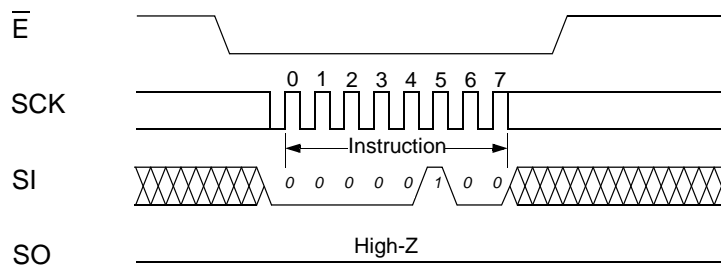 E
0 1 2 3 4 5 6 7
SCK
Instruction
SI
0 0 0 0 0 1 0 0
High-Z
SO